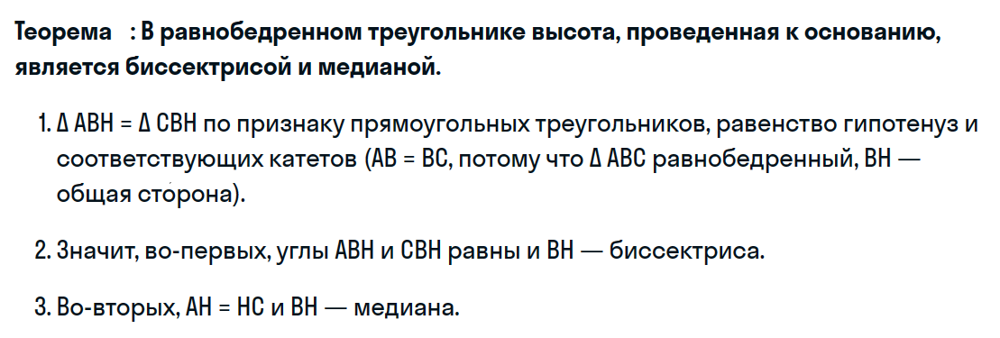 Теорема : В равнобедренном треугольнике высота, проведенная к основанию,
является биссектрисой и медианой.
1. Δ ABH = Δ CBH по признаку прямоугольных треугольников, равенство гипотенуз и
соответствующих катетов (AB = BC, потому что Δ ABC равнобедренный, BH —
общая сторона).
2. Значит, во-первых, углы ABH и CBH равны и BH — биссектриса.
3. Во-вторых, AH = HC и BH — медиана.